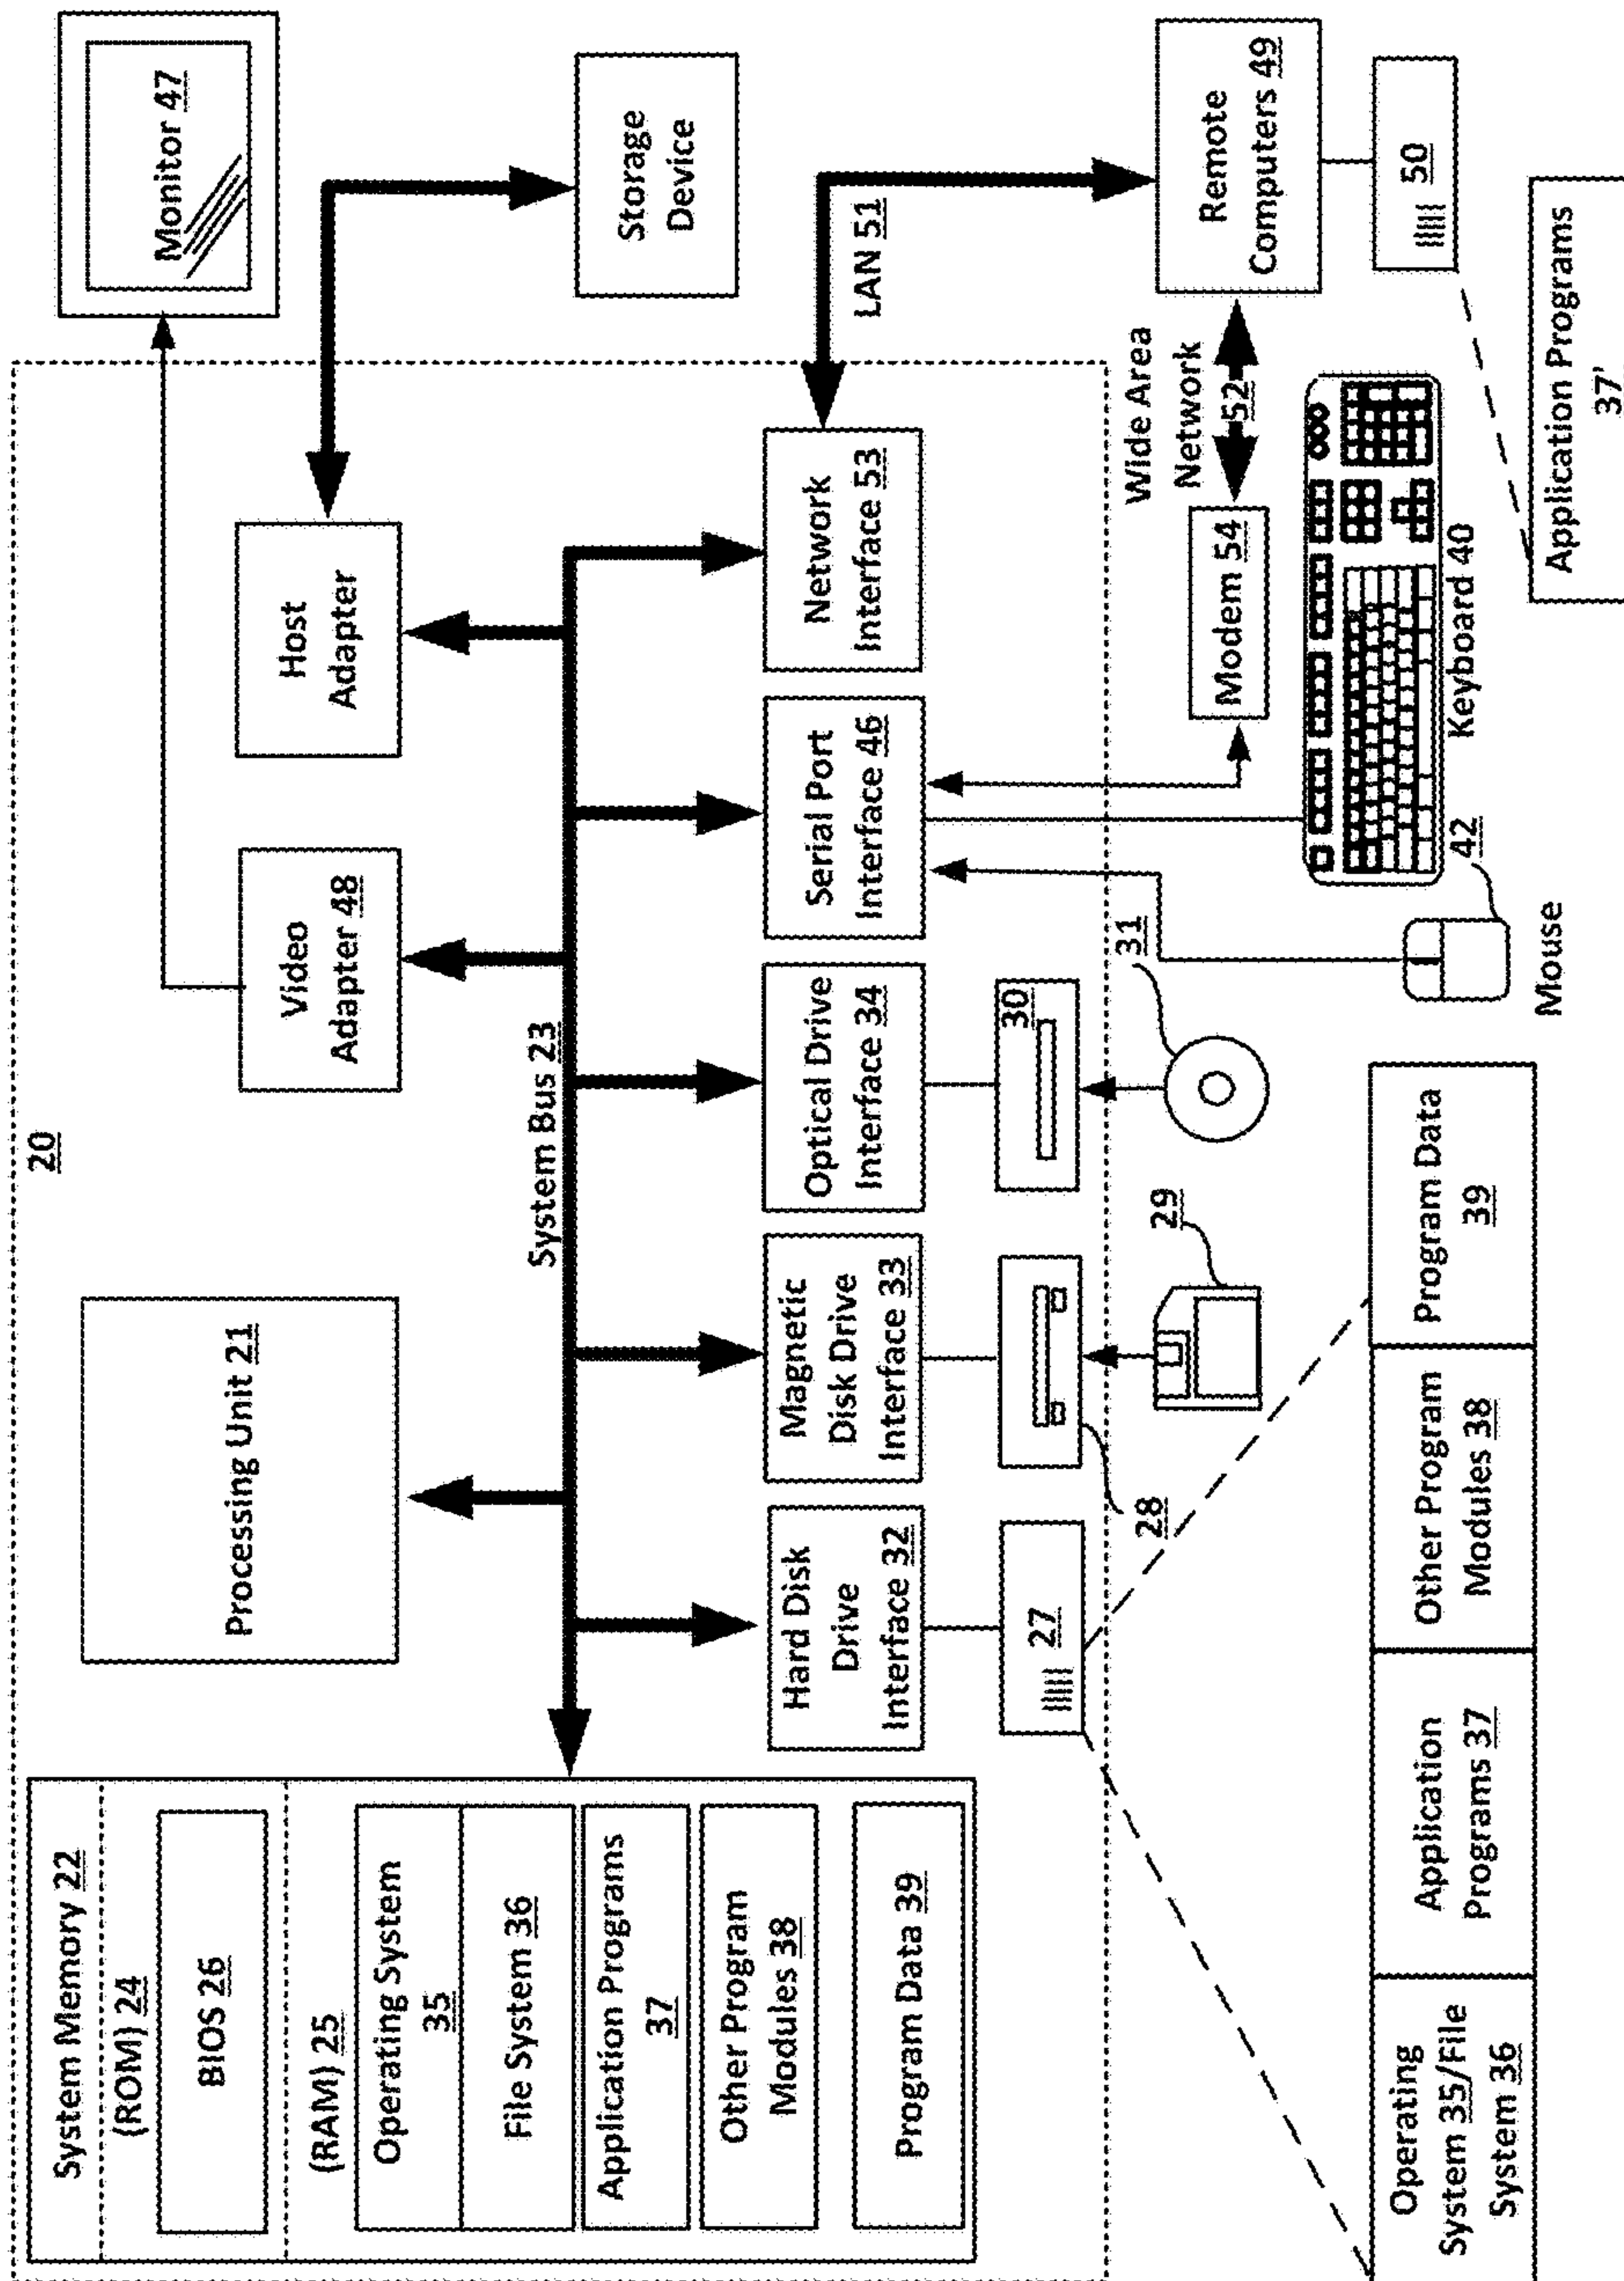 20
System Memory 22
(ROM) 24
BIOS 26
(RAM) 25
Operating System
35
File System 36
Application Programs
37
Other Program
Modules 38
Program Data 39
Processing Unit 21
Video
Adapter 48
Host
Adapter
Monitor 47
Storage
Device
System Bus 23
Hard Disk
Drive
Interface 32
Magnetic
Disk Drive
Interface 33
Optical Drive
Interface 34
Serial Port
Interface 46
Network
Interface 53
LAN 51
27
28
29
30
31
Wide Area
Network
52
Modem 54
Remote
Computers 49
50
Keyboard 40
42
Mouse
Operating
System 35/File
System 36
Application
Programs 37
Other Program
Modules 38
Program Data
39
Application Programs
37'